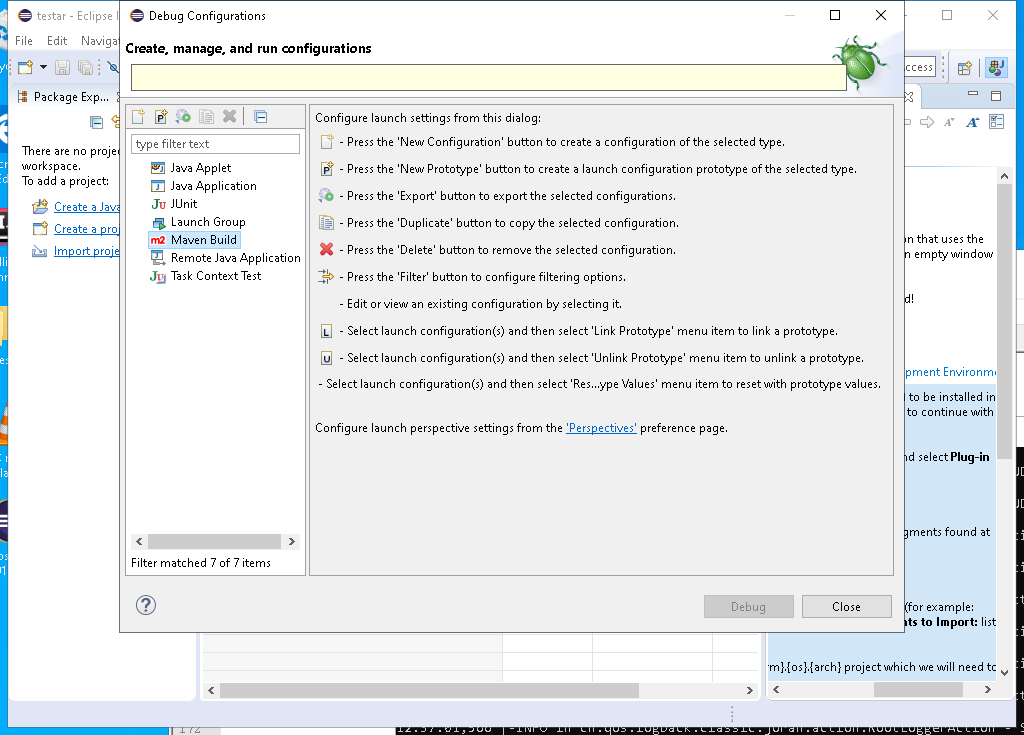 testar - Eclipse I
Debug Configurations
File Edit Navigat
Create, manage, and run configurations
ccess
Package Exp...
Configure launch settings from this dialog:
type filter text
- Press the 'New Configuration' button to create a configuration of the selected type.
There are no proje
workspace.
To add a project:
Create a Java
Create a proj
Import proje
Java Applet
Java Application
JUnit
Launch Group
Maven Build
Remote Java Application
Task Context Test
- Press the 'New Prototype' button to create a launch configuration prototype of the selected type.
- Press the 'Export' button to export the selected configurations.
- Press the 'Duplicate' button to copy the selected configuration.
- Press the 'Delete' button to remove the selected configuration.
- Press the 'Filter' button to configure filtering options.
- Edit or view an existing configuration by selecting it.
- Select launch configuration(s) and then select 'Link Prototype' menu item to link a prototype.
- Select launch configuration(s) and then select 'Unlink Prototype' menu item to unlink a prototype.
- Select launch configuration(s) and then select 'Res...ype Values' menu item to reset with prototype values.
Configure launch perspective settings from the 'Perspectives' preference page.
Filter matched 7 of 7 items
Debug Close
on that uses the
n empty window
d!
pment Environme
to be installed in
to continue with
nd select Plug-in
gments found at
(for example:
nts to Import: list
rm}.{os}.{arch} project which we will need to
172
12:57:01,566 |-INFO in ch.qos.logback.classic.joran.action.RootLoggerAction - s